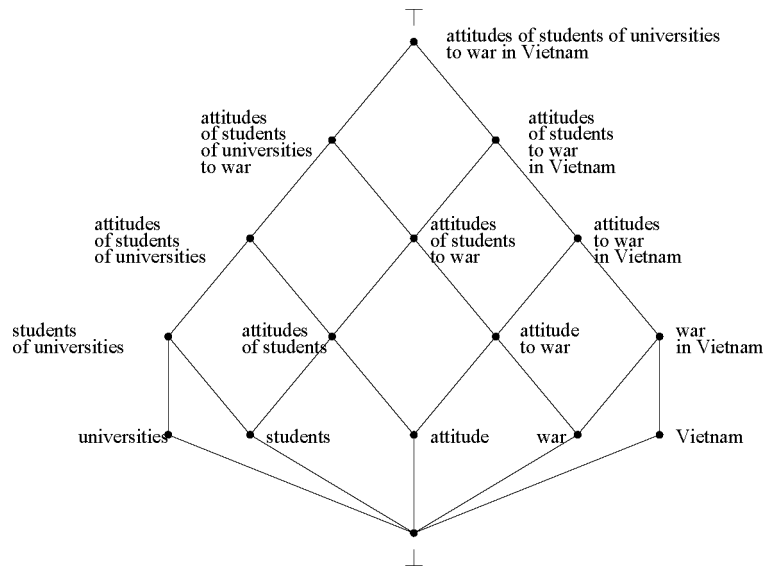 ⊤
attitudes of students of universities
to war in Vietnam
attitudes
of students
of universities
to war
attitudes
of students
to war
in Vietnam
attitudes
of students
of universities
attitudes
of students
to war
attitudes
to war
in Vietnam
students
of universities
attitudes
of students
attitude
to war
war
in Vietnam
universities
students
attitude
war
Vietnam
⊥